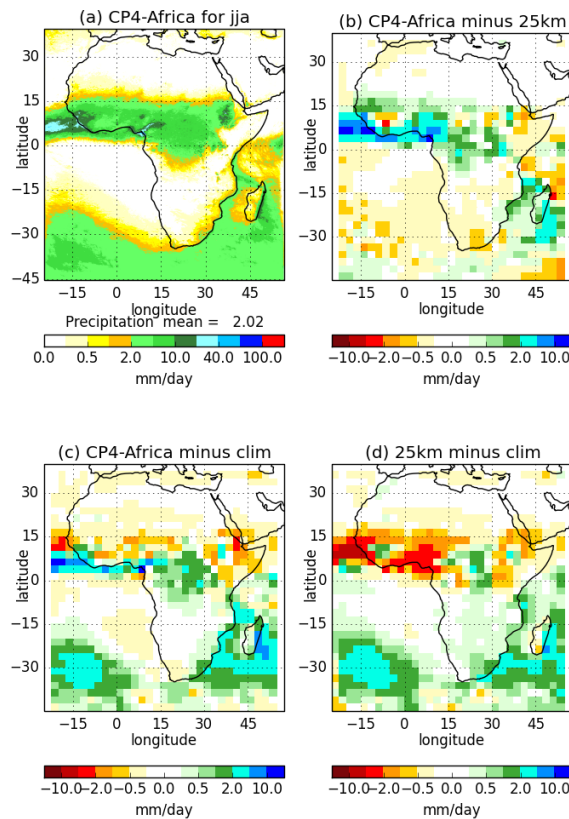 (a) CP4-Africa for jja
(b) CP4-Africa minus 25km
latitude
30
15
0
−15
−30
−45
−15 0 15 30 45
longitude
Precipitation mean = 2.02
0.0 0.5 2.0 10.0 40.0 100.0
mm/day
latitude
30
15
0
−15
−30
−15 0 15 30 45
longitude
−10.0 −2.0 −0.5 0.0 0.5 2.0 10.0
mm/day
(c) CP4-Africa minus clim
(d) 25km minus clim
latitude
30
15
0
−15
−30
−15 0 15 30 45
longitude
−10.0 −2.0 −0.5 0.0 0.5 2.0 10.0
mm/day
latitude
30
15
0
−15
−30
−15 0 15 30 45
longitude
−10.0 −2.0 −0.5 0.0 0.5 2.0 10.0
mm/day